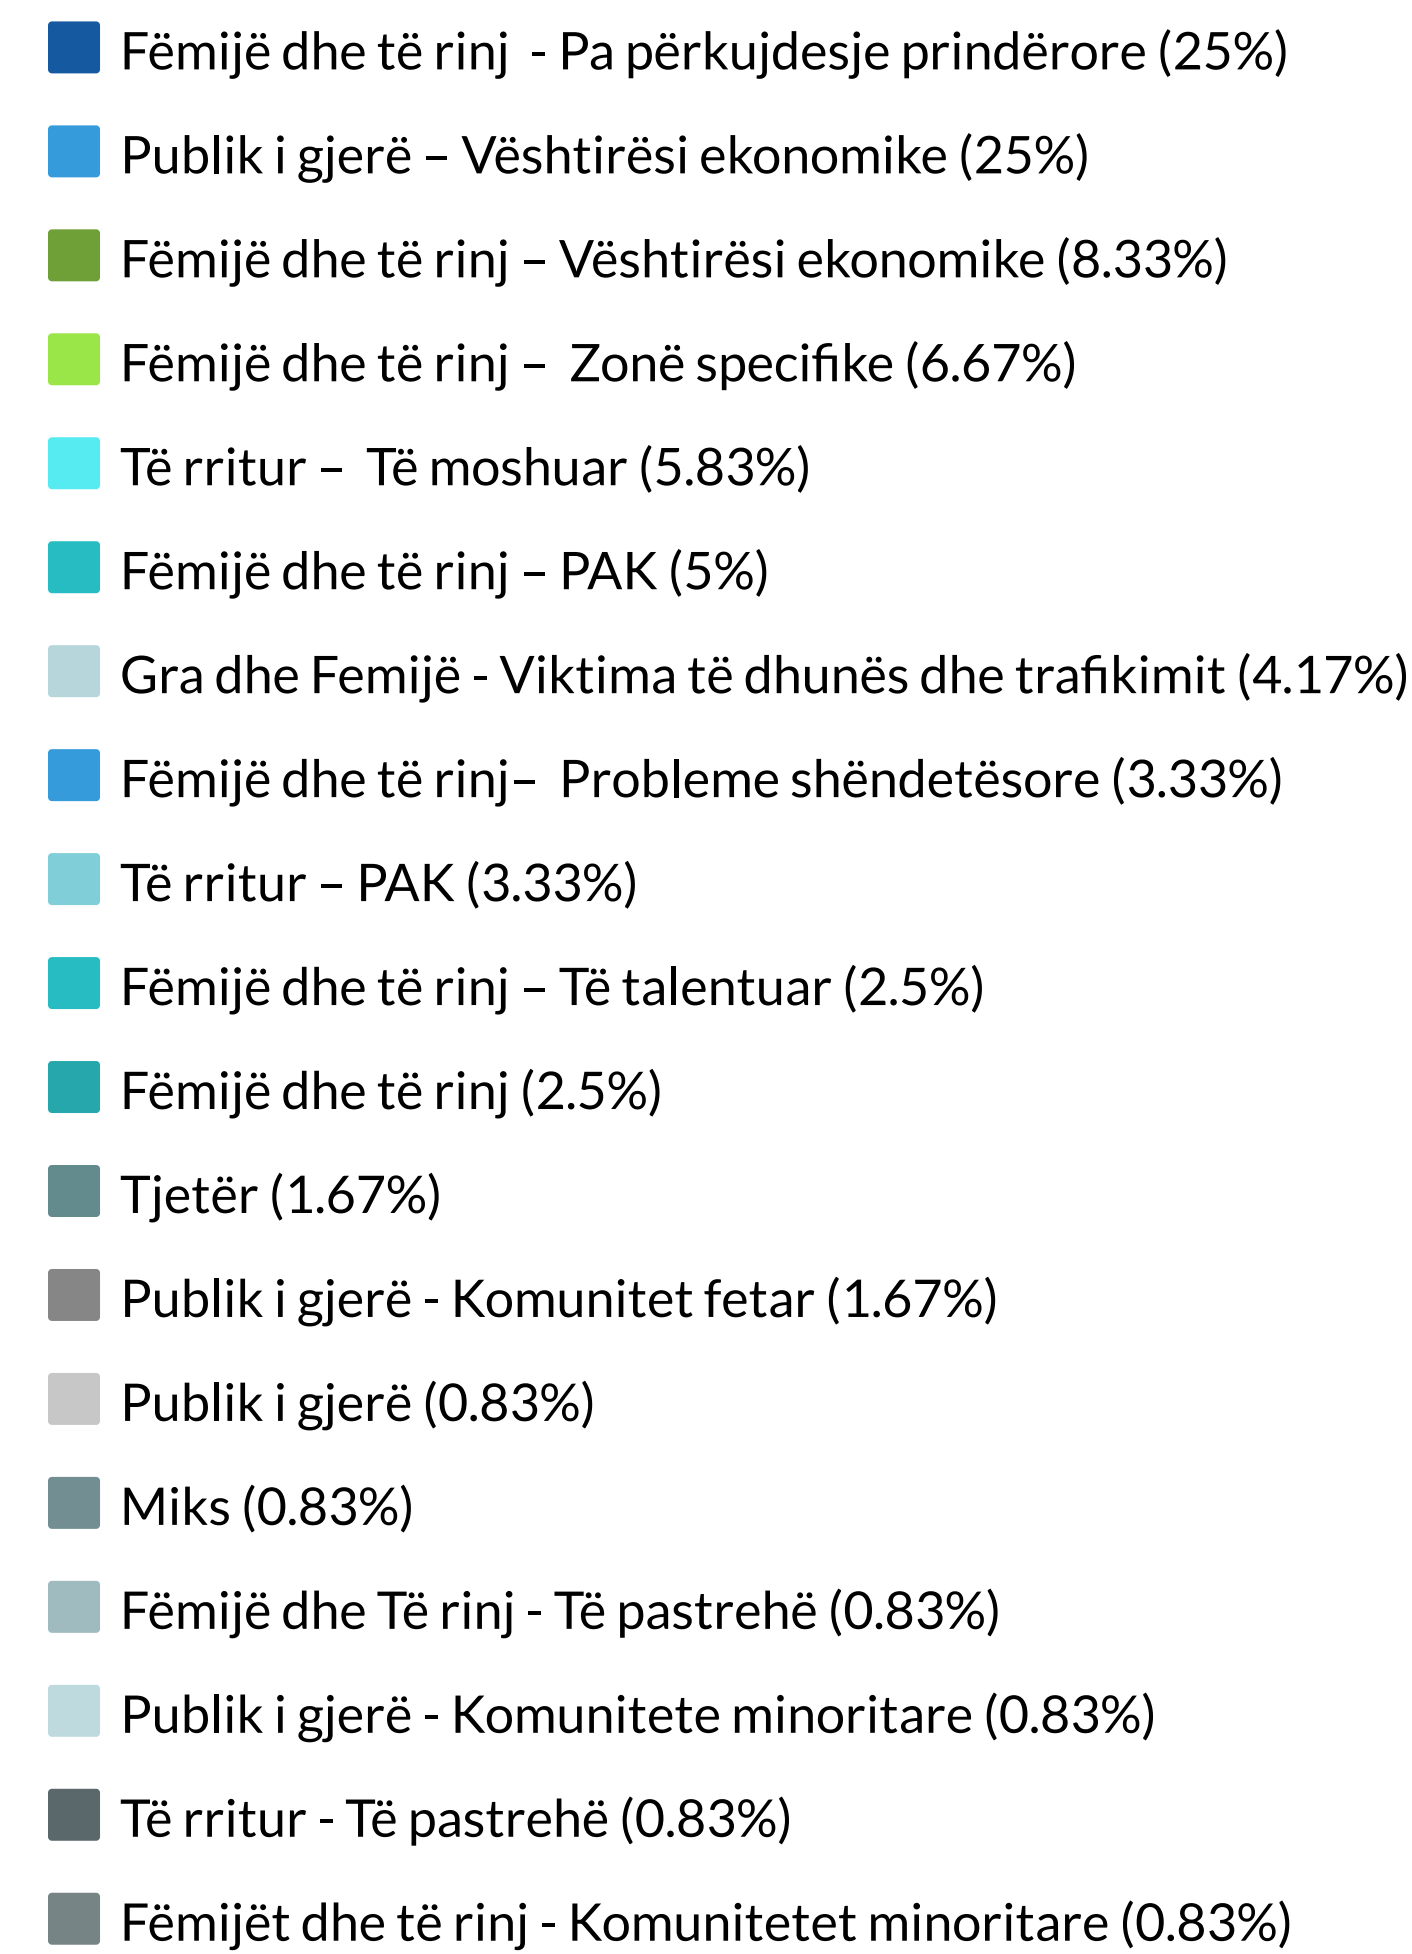 Fëmijë dhe të rinj - Pa përkujdesje prindërore (25%)
Publik i gjerë – Vështirësi ekonomike (25%)
Fëmijë dhe të rinj – Vështirësi ekonomike (8.33%)
Fëmijë dhe të rinj – Zonë specifike (6.67%)
Të rritur – Të moshuar (5.83%)
Fëmijë dhe të rinj – PAK (5%)
Gra dhe Femijë - Viktima të dhunës dhe trafikimit (4.17%)
Fëmijë dhe të rinj– Probleme shëndetësore (3.33%)
Të rritur – PAK (3.33%)
Fëmijë dhe të rinj – Të talentuar (2.5%)
Fëmijë dhe të rinj (2.5%)
Tjetër (1.67%)
Publik i gjerë - Komunitet fetar (1.67%)
Publik i gjerë (0.83%)
Miks (0.83%)
Fëmijë dhe Të rinj - Të pastrehë (0.83%)
Publik i gjerë - Komunitete minoritare (0.83%)
Të rritur - Të pastrehë (0.83%)
Fëmijët dhe të rinj - Komunitetet minoritare (0.83%)